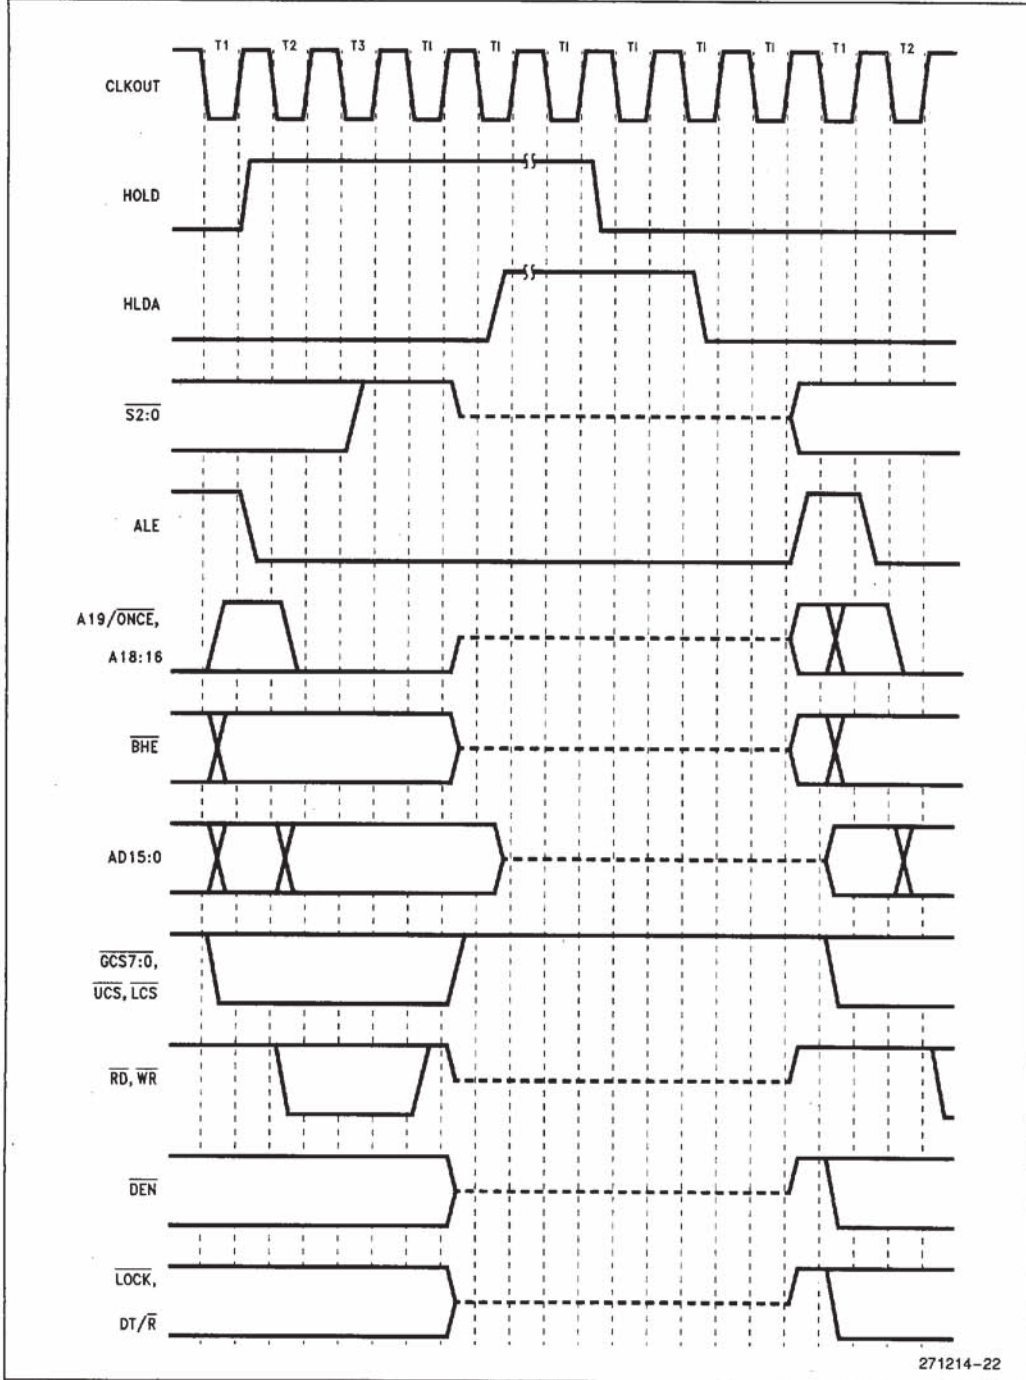 T1 T2 T3 TI TI TI TI TI TI T1 T2
CLKOUT
HOLD
HLDA
S2:0
ALE
A19/ONCE,
A18:16
BHE
AD15:0
GCS7:0,
UCS, LCS
RD, WR
DEN
LOCK,
DT/R
271214-22